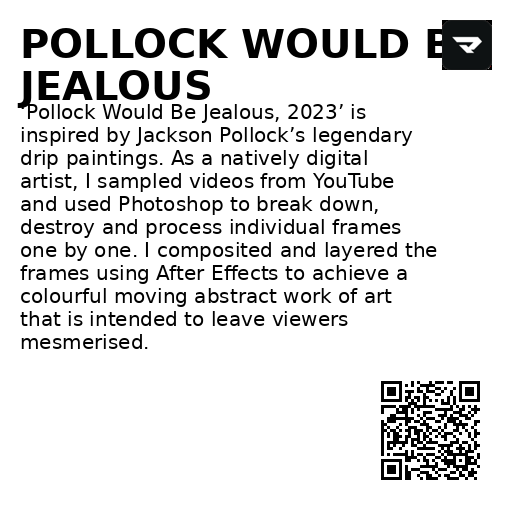 POLLOCK WOULD B
JEALOUS
‘Pollock Would Be Jealous, 2023’ is
inspired by Jackson Pollock’s legendary
drip paintings. As a natively digital
artist, I sampled videos from YouTube
and used Photoshop to break down,
destroy and process individual frames
one by one. I composited and layered the
frames using After Effects to achieve a
colourful moving abstract work of art
that is intended to leave viewers
mesmerised.